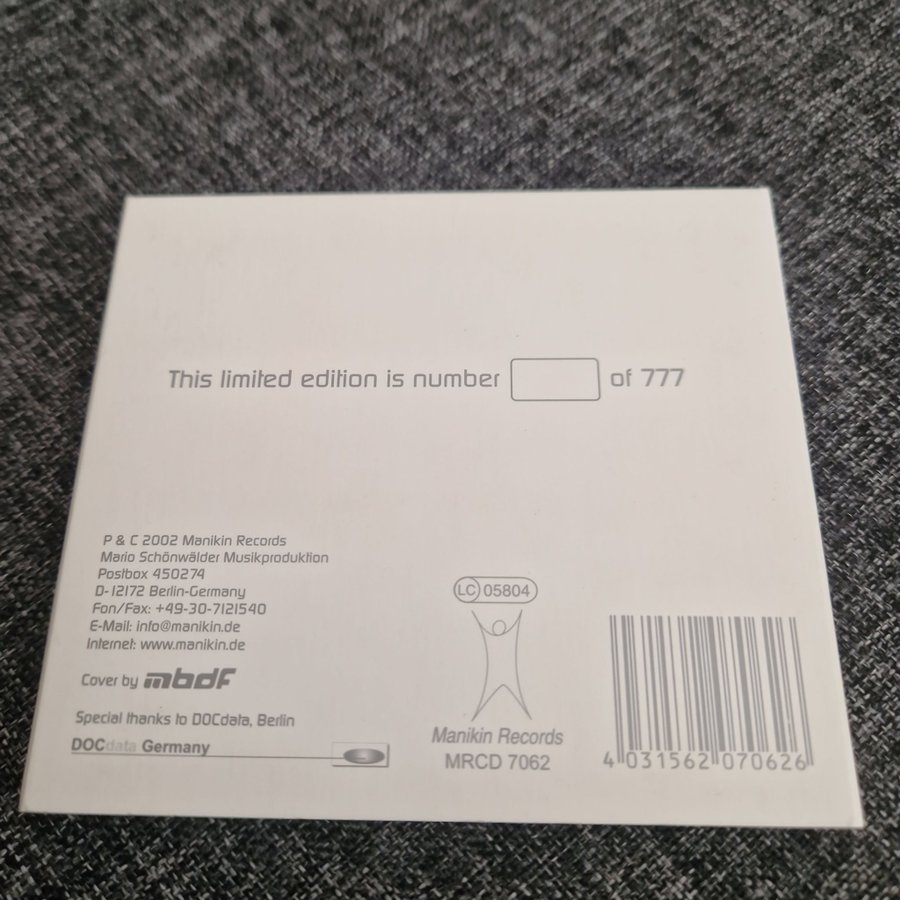 This limited edition is number of 777
P & C 2002 Manikin Records
Mario Schönwälder Musikproduktion
Postbox 450274
D-12172 Berlin-Germany
Fon/Fax: +49-30-7121540
E-Mail: info@manikin.de
Internet: www.manikin.de
Cover by mbdf
Special thanks to DOCdata, Berlin
DOCdata Germany
LC 05804
Manikin Records
MRCD 7062
4 031562 070626